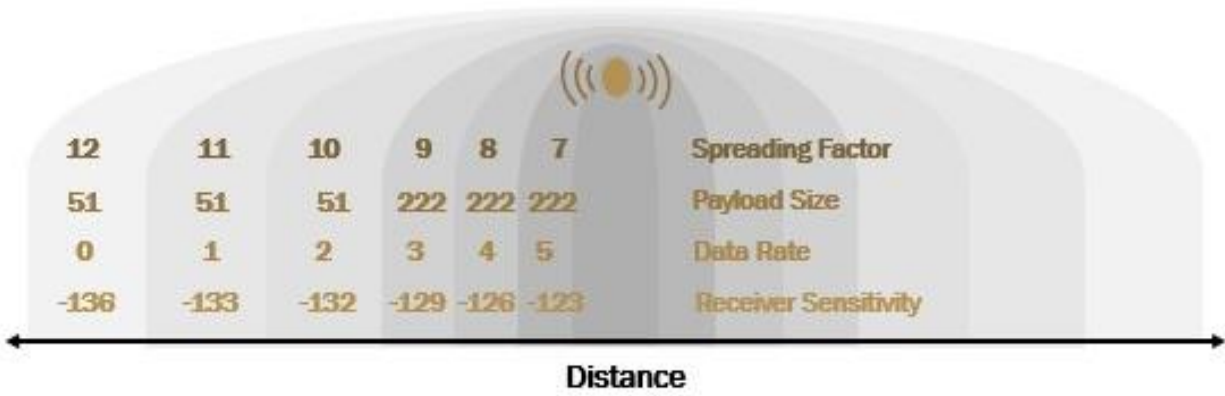 12 11 10 9 8 7 Spreading Factor
51 51 51 222 222 222 Payload Size
0 1 2 3 4 5 Data Rate
-136 -133 -132 -129 -126 -123 Receiver Sensitivity
Distance